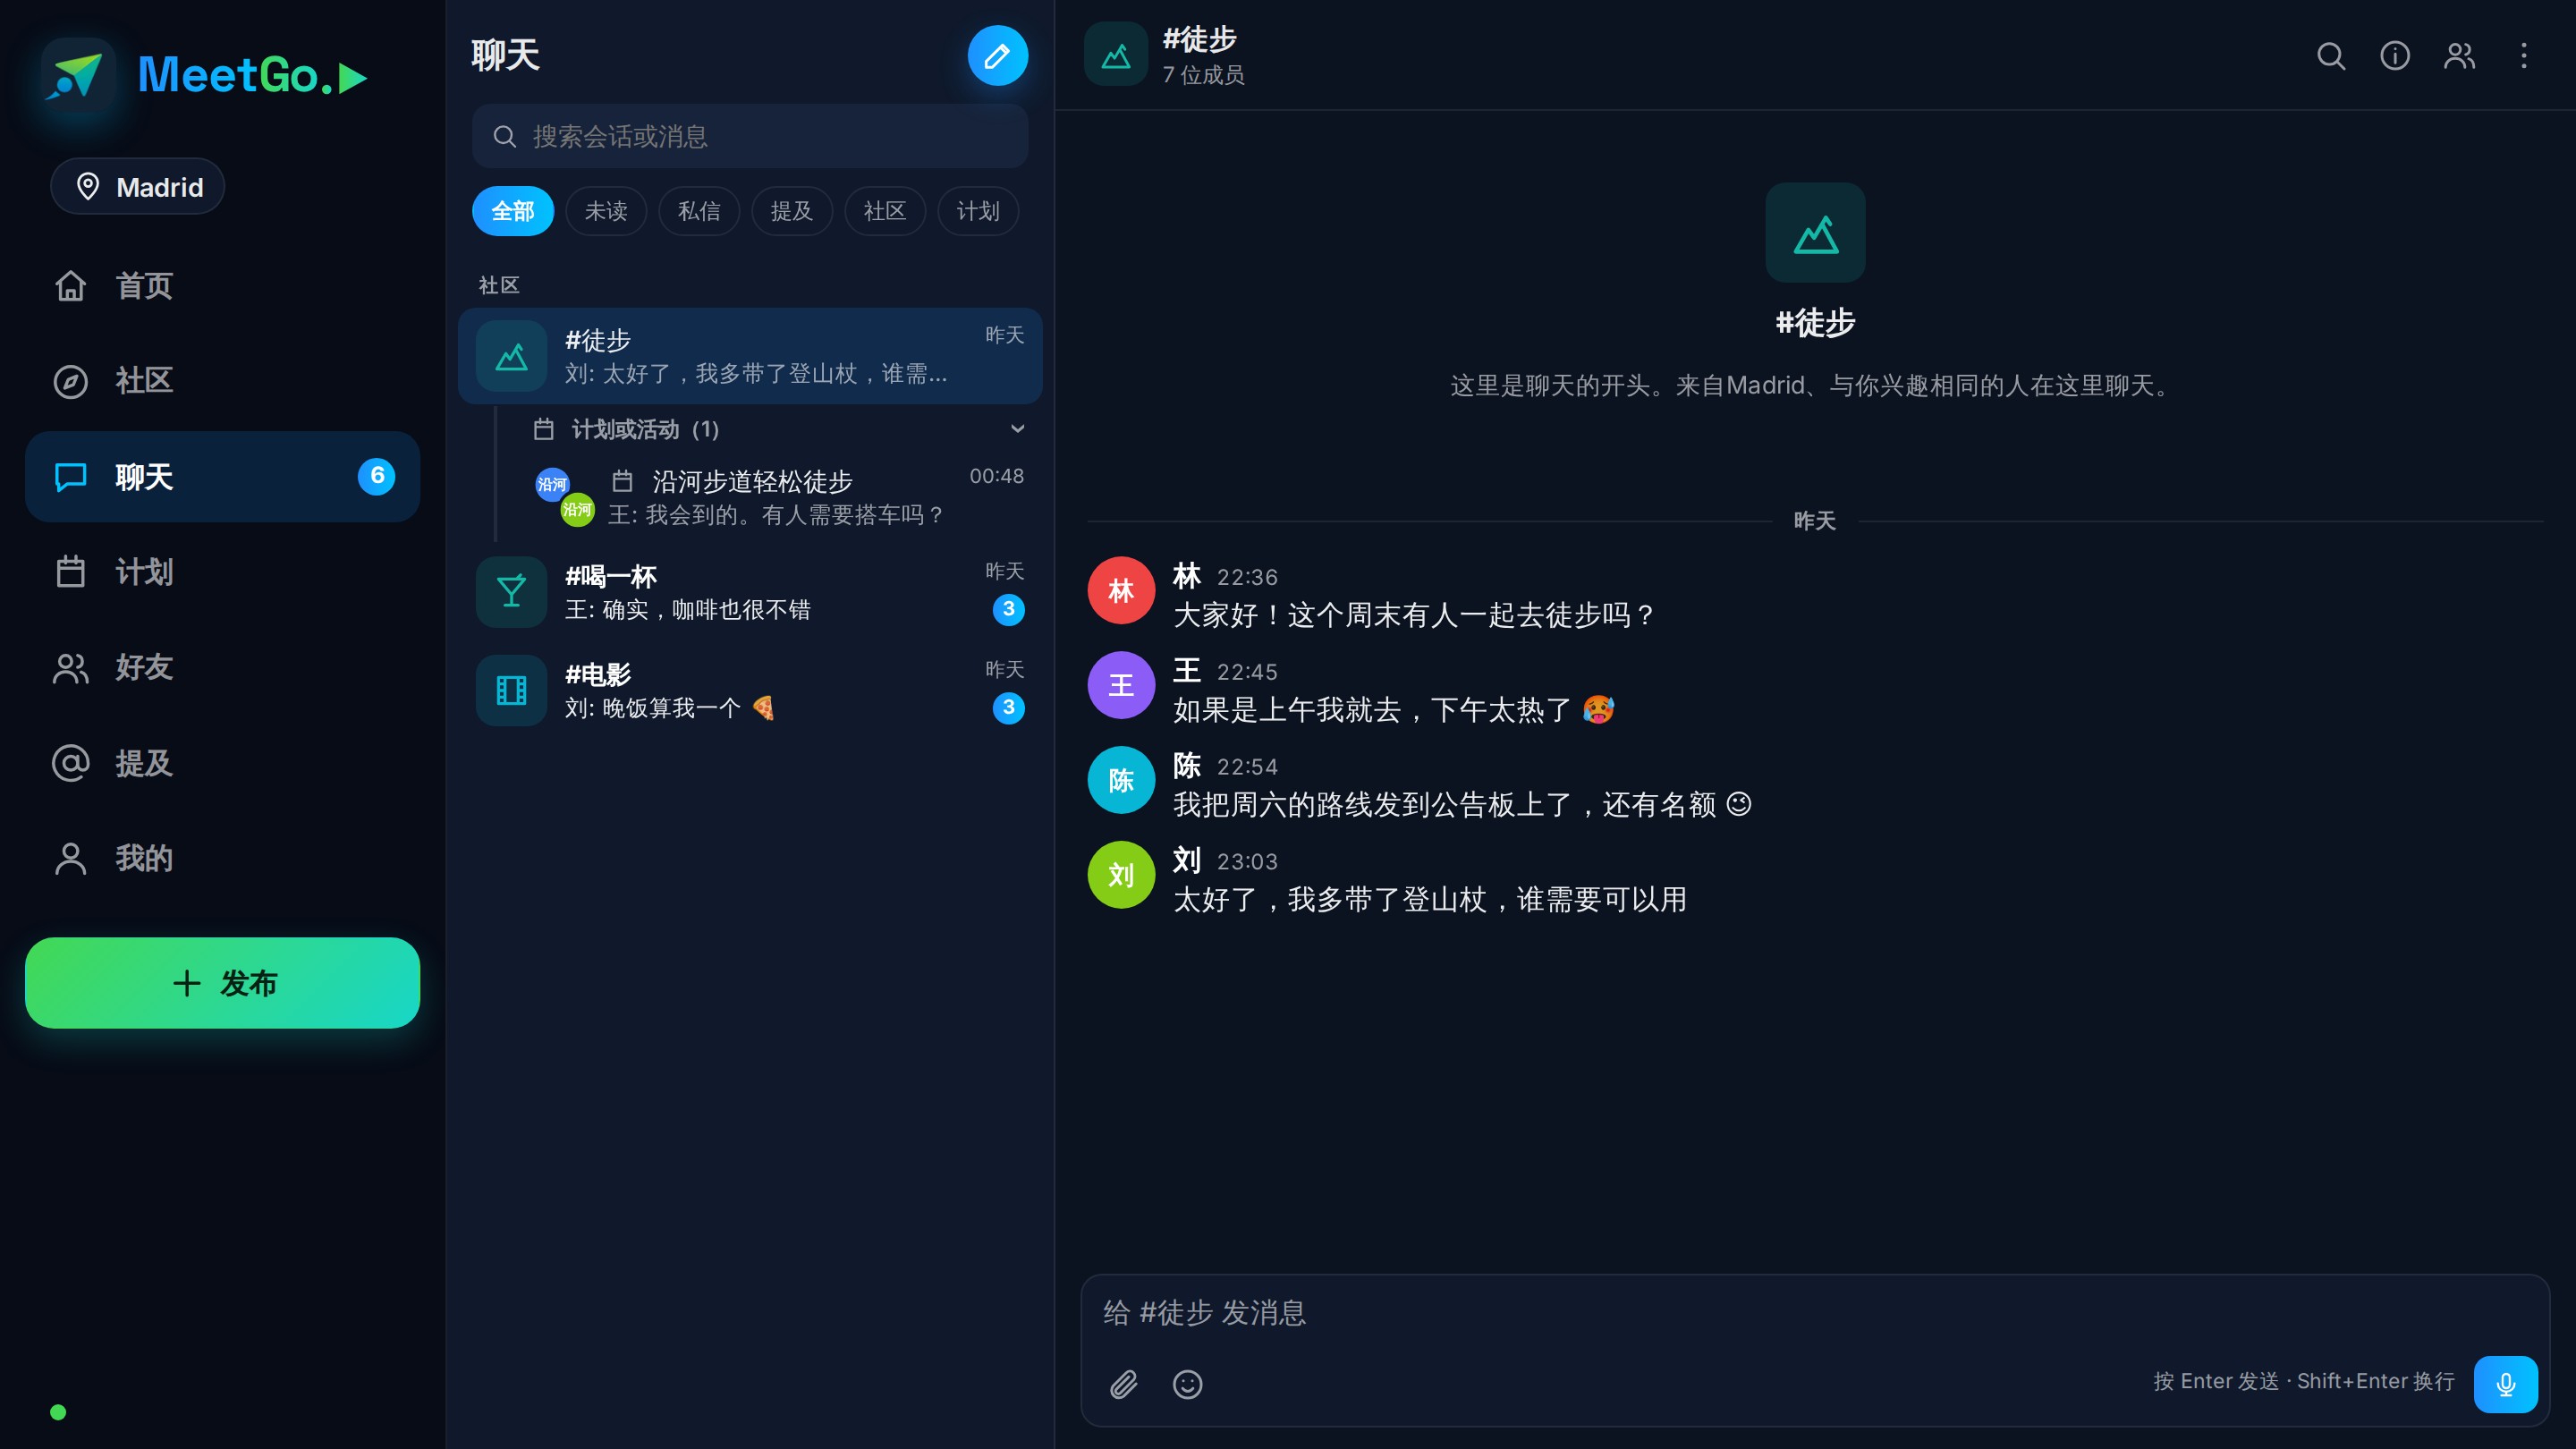 MeetGo.
Madrid
首页
社区
聊天
6
计划
好友
提及
我的
发布
聊天
搜索会话或消息
全部
未读
私信
提及
社区
计划
社区
#徒步
昨天
刘: 太好了，我多带了登山杖，谁需...
计划或活动（1）
沿河
沿河
沿河步道轻松徒步
00:48
王: 我会到的。有人需要搭车吗？
#喝一杯
昨天
王: 确实，咖啡也很不错
3
#电影
昨天
刘: 晚饭算我一个 🍕
3
#徒步
7 位成员
#徒步
这里是聊天的开头。来自Madrid、与你兴趣相同的人在这里聊天。
昨天
林
林 22:36
大家好！这个周末有人一起去徒步吗？
王
王 22:45
如果是上午我就去，下午太热了 🥵
陈
陈 22:54
我把周六的路线发到公告板上了，还有名额 😉
刘
刘 23:03
太好了，我多带了登山杖，谁需要可以用
给 #徒步 发消息
按 Enter 发送 · Shift+Enter 换行